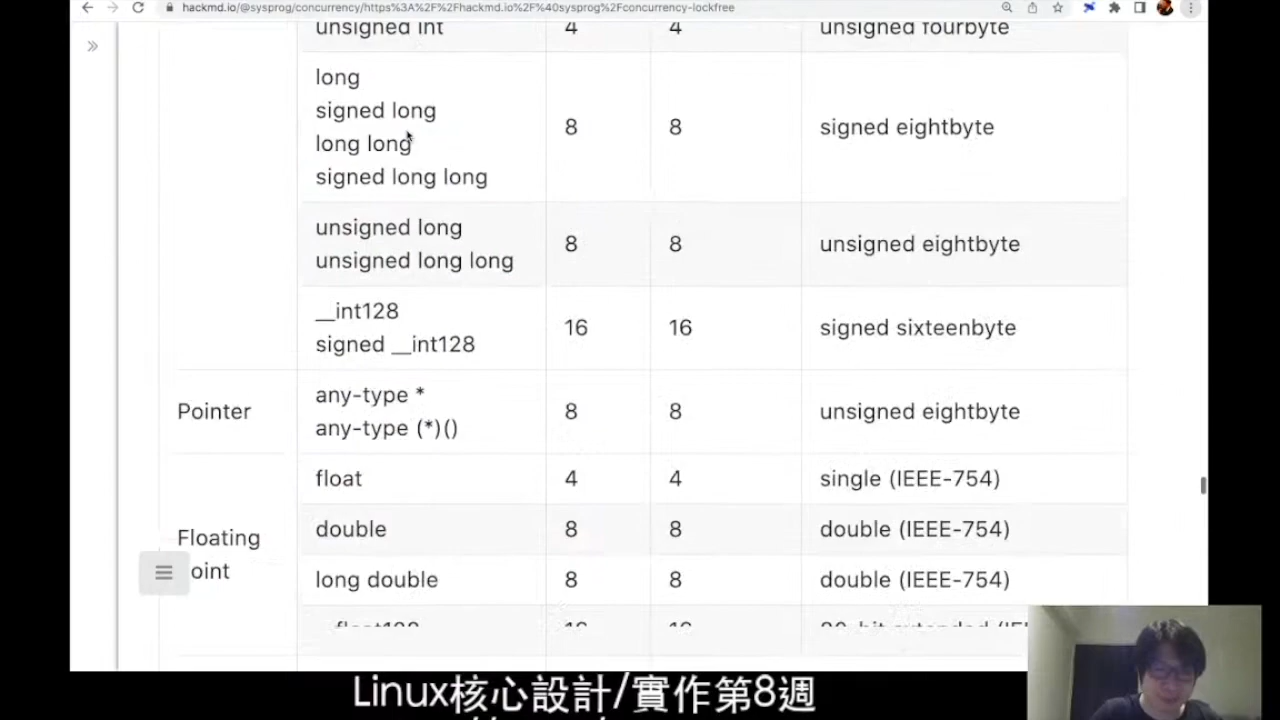 hackmd.io/@sysprog/concurrency/https%3A%2F%2Fhackmd.io%2F%40sysprog%2Fconcurrency-lockfree
unsigned int 4 4 unsigned fourbyte
long
signed long
long long
signed long long
8 8 signed eightbyte
unsigned long
unsigned long long
8 8 unsigned eightbyte
__int128
signed __int128
16 16 signed sixteenbyte
Pointer
any-type *
any-type (*)()
8 8 unsigned eightbyte
Floating
oint
float 4 4 single (IEEE-754)
double 8 8 double (IEEE-754)
long double 8 8 double (IEEE-754)
Linux核心設計/實作第8週